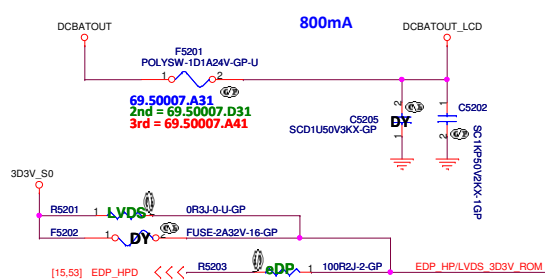 800mA
DCBATOUT
DCBATOUT_LCD
F5201
POLYSW-1D1A24V-GP-U
1
2
69.50007.A31
2nd = 69.50007.D31
3rd = 69.50007.A41
C5205
SCD1U50V3KX-GP
DY
2
1
C5202
SC1KP50V2KX-1GP
1
2
3D3V_S0
R5201
1
LVDS
0R3J-0-U-GP
F5202
1
DY
FUSE-2A32V-16-GP
[15,53] EDP_HPD
R5203
eDP
1
100R2J-2-GP
EDP_HP/LVDS_3D3V_ROM